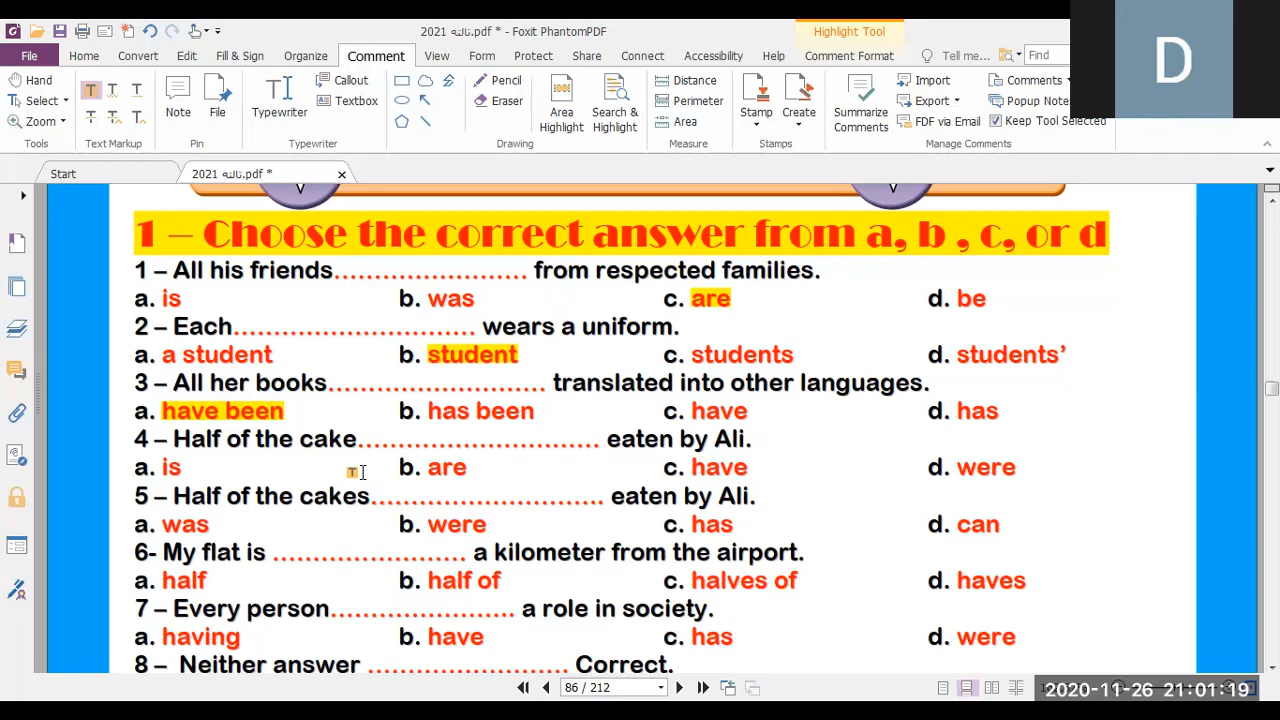 2021 تالته.pdf * - Foxit PhantomPDF
Highlight Tool
File Home Convert Edit Fill & Sign Organize Comment View Form Protect Connect Accessibility Help Comment Format Tell me... Find
Hand
Select
Zoom
Tools
T T T
T T T
Text Markup
Note
File
Pin
Typewriter
Callout
Textbox
Typewriter
Pencil
Eraser
Area Highlight
Search & Highlight
Drawing
Distance
Perimeter
Area
Measure
Stamp
Create
Stamps
Summarize Comments
Import
Export
FDF via Email
Comments
Popup Notes
Keep Tool Selected
Manage Comments
D
Start
2021 تالته.pdf *
1 – Choose the correct answer from a, b , c, or d
1 – All his friends........................ from respected families.
a. is b. was c. are d. be
2 – Each.............................. wears a uniform.
a. a student b. student c. students d. students’
3 – All her books........................... translated into other languages.
a. have been b. has been c. have d. has
4 – Half of the cake.............................. eaten by Ali.
a. is b. are c. have d. were
5 – Half of the cakes............................. eaten by Ali.
a. was b. were c. has d. can
6- My flat is ........................ a kilometer from the airport.
a. half b. half of c. halves of d. haves
7 – Every person....................... a role in society.
a. having b. have c. has d. were
8 – Neither answer ......................... Correct.
86 / 212
2020-11-26 21:01:19